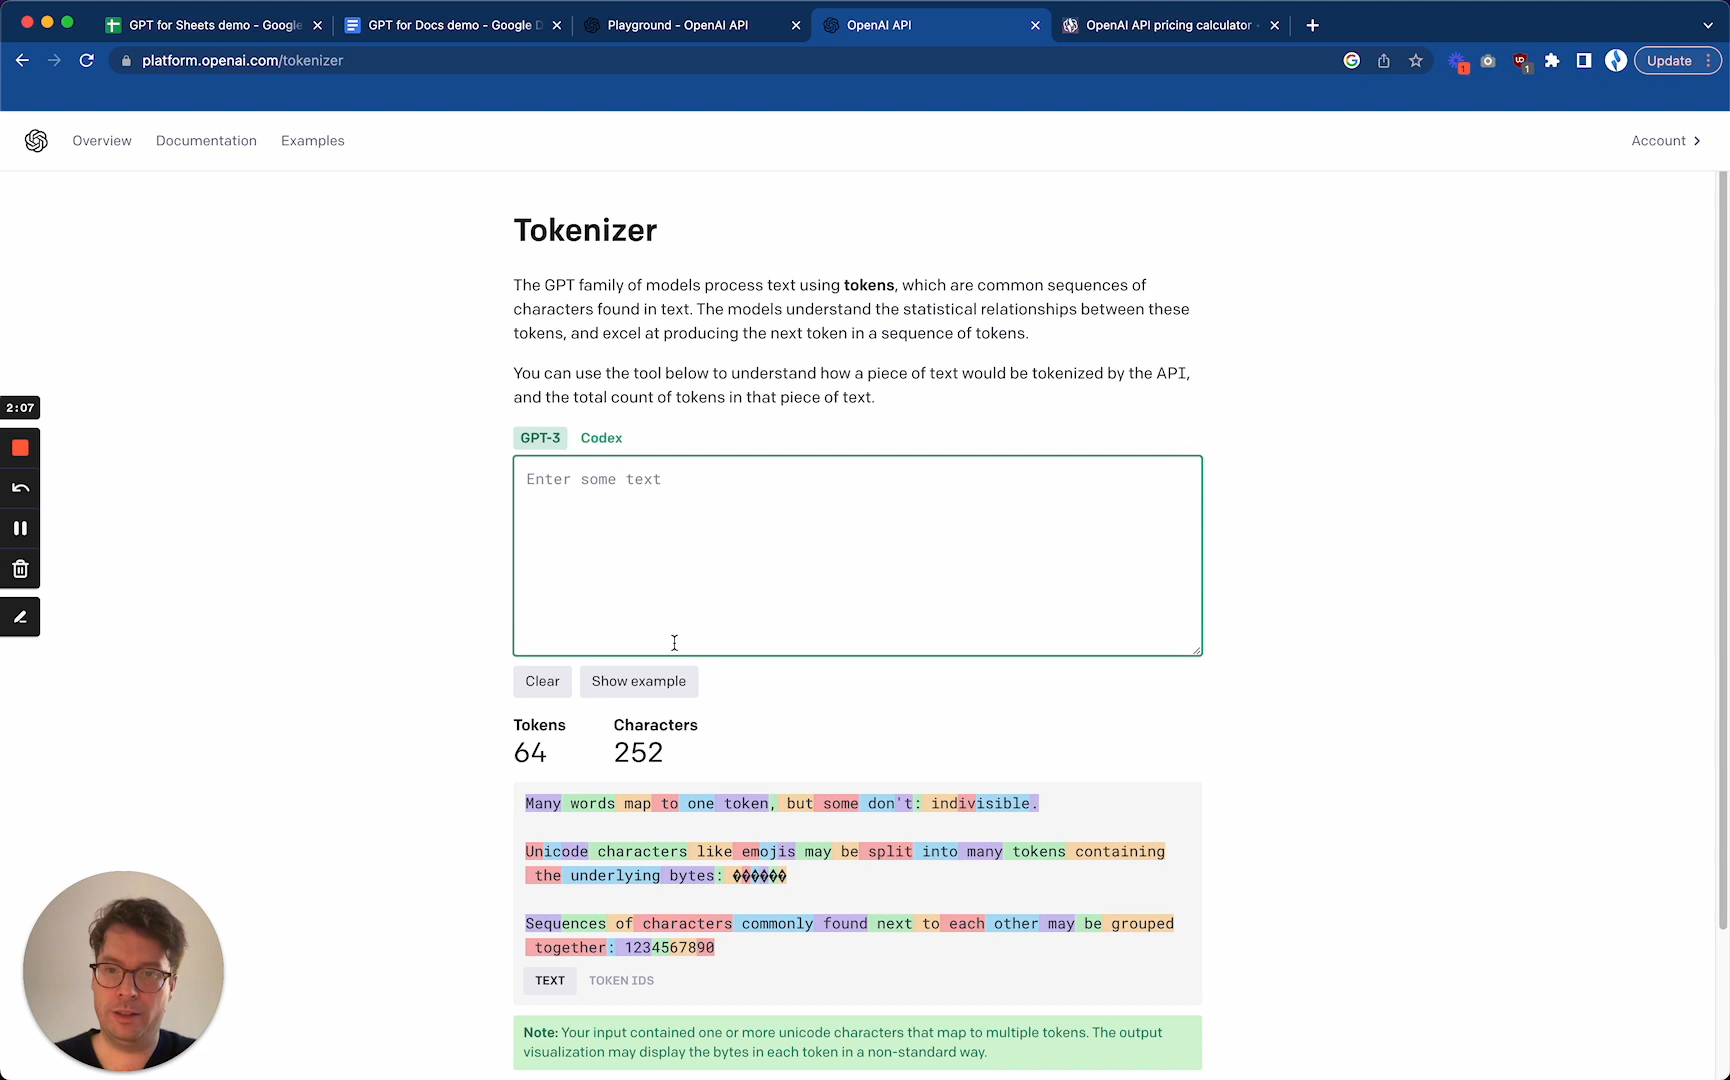 GPT for Sheets demo - Google
GPT for Docs demo - Google D
Playground - OpenAI API
OpenAI API
OpenAI API pricing calculator
platform.openai.com/tokenizer
1
1
Update
Overview
Documentation
Examples
Account
Tokenizer
The GPT family of models process text using tokens, which are common sequences of
characters found in text. The models understand the statistical relationships between these
tokens, and excel at producing the next token in a sequence of tokens.
You can use the tool below to understand how a piece of text would be tokenized by the API,
and the total count of tokens in that piece of text.
2:07
GPT-3
Codex
Enter some text
Clear
Show example
Tokens
Characters
64
252
Many words map to one token, but some don't: indivisible.
Unicode characters like emojis may be split into many tokens containing
the underlying bytes: ������
Sequences of characters commonly found next to each other may be grouped
together: 1234567890
TEXT
TOKEN IDS
Note: Your input contained one or more unicode characters that map to multiple tokens. The output
visualization may display the bytes in each token in a non-standard way.